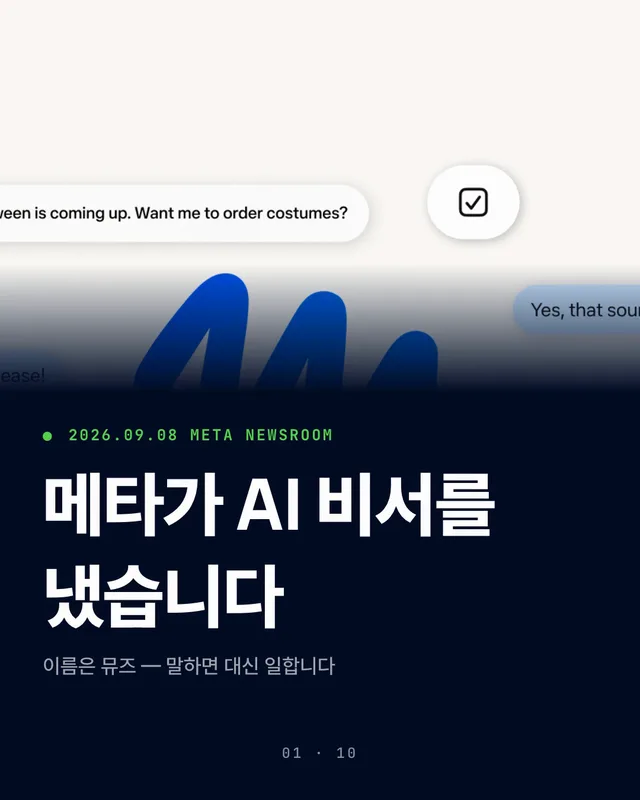 ween is coming up. Want me to order costumes?
Yes, that sour
ease!
2026.09.08 META NEWSROOM
메타가 AI 비서를
냈습니다
이름은 뮤즈 — 말하면 대신 일합니다
01 · 10